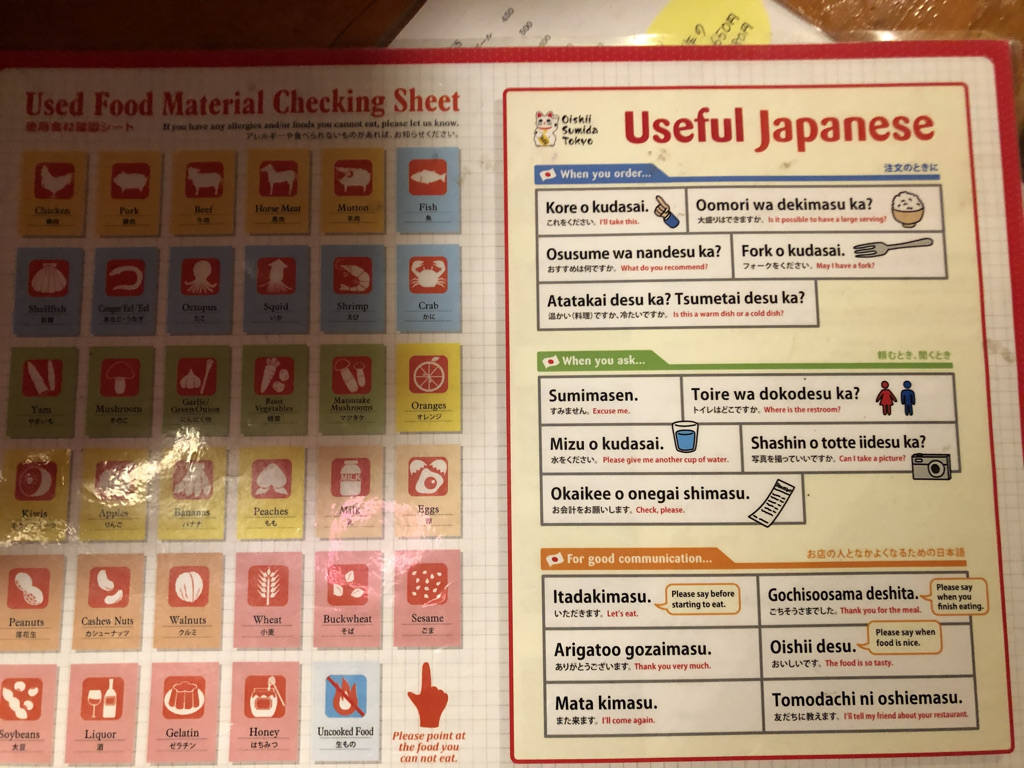 450
500
650円
Used Food Material Checking Sheet
使用食材確認シート
If you have any allergies and/or foods you cannot eat, please let us know.
アレルギーや食べられないものがあれば、お知らせください。
Chicken
鶏肉
Pork
豚肉
Beef
牛肉
Horse Meat
馬肉
Mutton
羊肉
Fish
魚
Shellfish
Conger Eel/Eel
あなご・うなぎ
Octopus
たこ
Squid
いか
Shrimp
えび
Crab
かに
Yam
やまいも
Mushroom
きのこ
Garlic/
Green Onion
Root
Vegetables
根菜
Matsutake
Mushrooms
マツタケ
Oranges
オレンジ
Kiwis
Apples
りんご
Bananas
バナナ
Peaches
もも
MILK
Milk
乳
Eggs
卵
Peanuts
落花生
Cashew Nuts
カシューナッツ
Walnuts
クルミ
Wheat
小麦
Buckwheat
そば
Sesame
ごま
Soybeans
大豆
Liquor
酒
Gelatin
ゼラチン
Honey
はちみつ
Uncooked Food
生もの
Please point at
the food you
can not eat.
Oishii
Sumida
Tokyo
Useful Japanese
When you order...
注文のときに
Kore o kudasai.
これをください。 I'll take this.
Oomori wa dekimasu ka?
大盛りはできますか。 Is it possible to have a large serving?
Osusume wa nandesu ka?
おすすめは何ですか。 What do you recommend?
Fork o kudasai.
フォークをください。 May I have a fork?
Atatakai desu ka? Tsumetai desu ka?
温かい(料理)ですか、冷たいですか。 Is this a warm dish or a cold dish?
When you ask...
頼むとき、聞くとき
Sumimasen.
すみません。 Excuse me.
Toire wa dokodesu ka?
トイレはどこですか。 Where is the restroom?
Mizu o kudasai.
水をください。 Please give me another cup of water.
Shashin o totte iidesu ka?
写真を撮っていいですか。 Can I take a picture?
Okaikee o onegai shimasu.
お会計をお願いします。 Check, please.
For good communication...
お店の人となかよくなるための日本語
Itadakimasu.
いただきます。 Let's eat.
Please say before
starting to eat.
Gochisoosama deshita.
ごちそうさまでした。 Thank you for the meal.
Please say
when you
finish eating.
Arigatoo gozaimasu.
ありがとうございます。 Thank you very much.
Oishii desu.
おいしいです。 The food is so tasty.
Please say when
food is nice.
Mata kimasu.
また来ます。 I'll come again.
Tomodachi ni oshiemasu.
友だちに教えます。 I'll tell my friend about your restaurant.